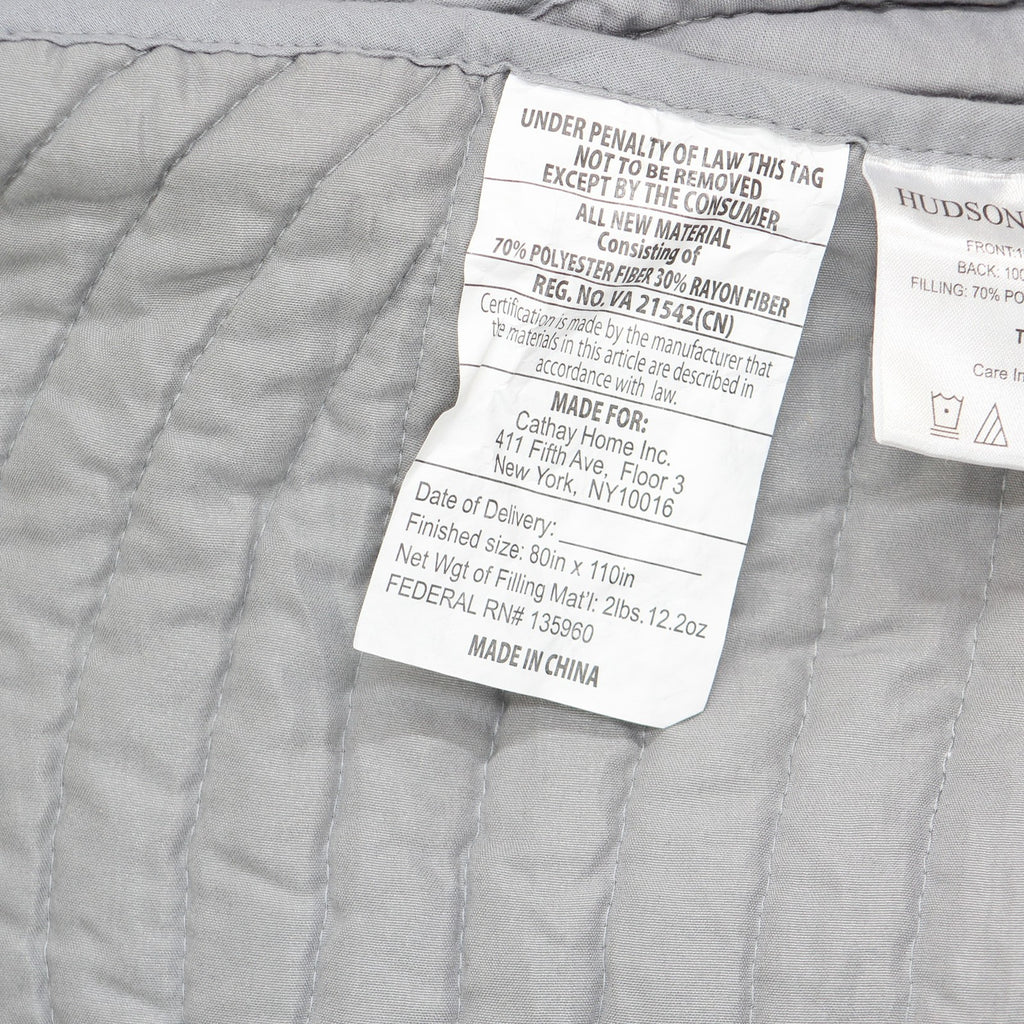 UNDER PENALTY OF LAW THIS TAG
NOT TO BE REMOVED
EXCEPT BY THE CONSUMER
ALL NEW MATERIAL
Consisting of
70% POLYESTER FIBER 30% RAYON FIBER
REG. NO. VA 21542(CN)
Certification is made by the manufacturer that
the materials in this article are described in
accordance with law.
MADE FOR:
Cathay Home Inc.
411 Fifth Ave, Floor 3
New York, NY10016
Date of Delivery:
Finished size: 80in x 110in
Net Wgt of Filling Mat'l: 2lbs. 12.2oz
FEDERAL RN# 135960
MADE IN CHINA
HUDSON
FRONT:1
BACK: 100
FILLING: 70% PO
T
Care In